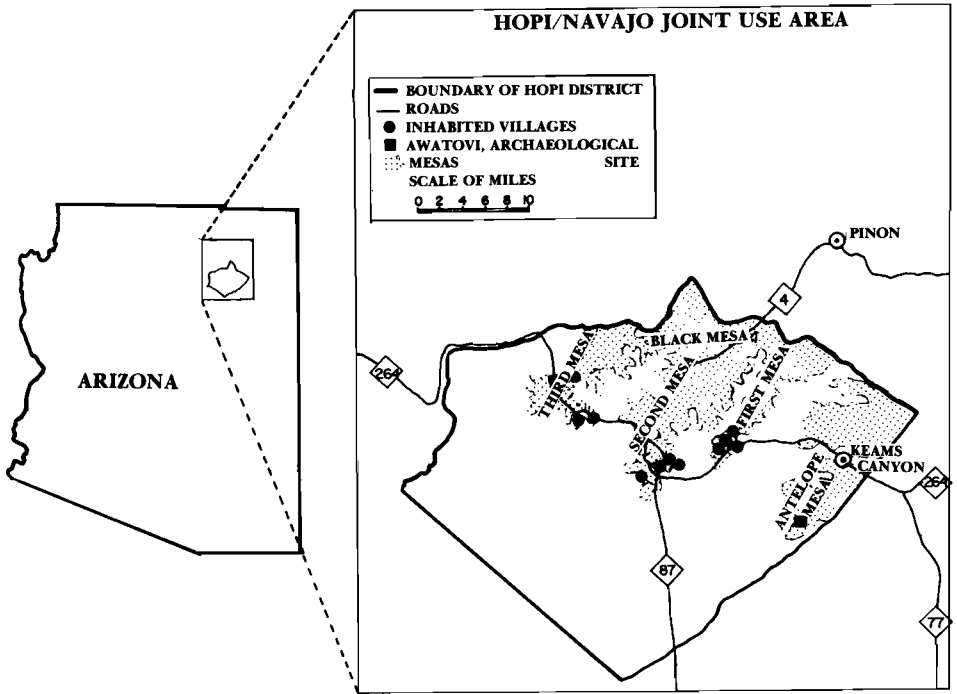 HOPI/NAVAJO JOINT USE AREA
BOUNDARY OF HOPI DISTRICT
ROADS
INHABITED VILLAGES
AWATOVI, ARCHAEOLOGICAL
MESAS SITE
SCALE OF MILES
0 2 4 6 8 10
PINON
4
BLACK MESA
THIRD MESA
264
SECOND MESA
FIRST MESA
ARIZONA
KEAMS
CANYON
ANTELOPE
MESA
264
87
77